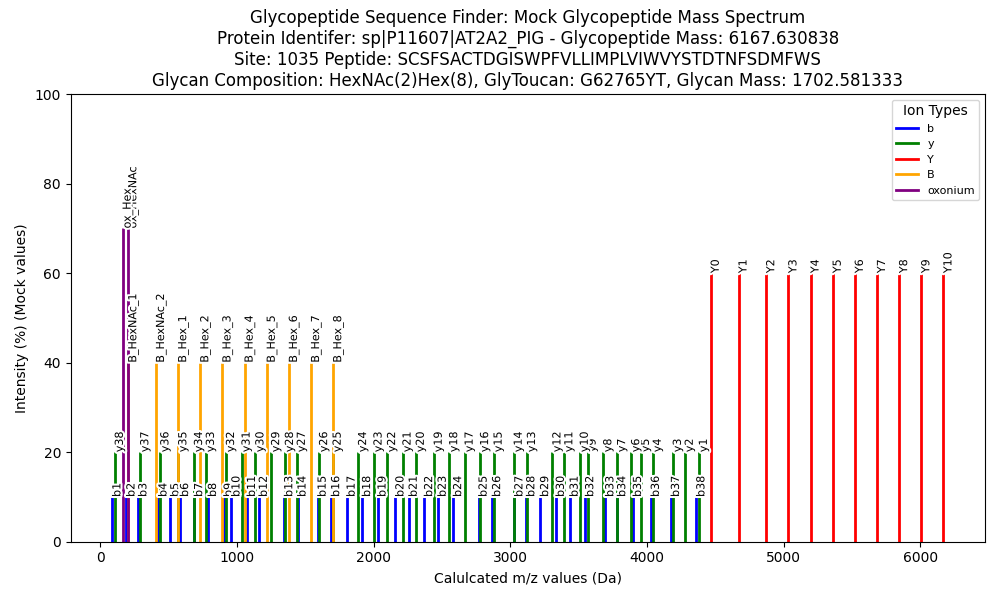 Glycopeptide Sequence Finder: Mock Glycopeptide Mass Spectrum
Protein Identifer: sp|P11607|AT2A2_PIG - Glycopeptide Mass: 6167.630838
Site: 1035 Peptide: SCSFSACTDGISWPFVLLIMPLVIWVYSTDTNFSDMFWS
Glycan Composition: HexNAc(2)Hex(8), GlyToucan: G62765YT, Glycan Mass: 1702.581333
Intensity (%) (Mock values)
100
80
60
40
20
0
Ion Types
b
y
Y
B
oxonium
ox_Hex
ox_HexNAc
Y0 Y1 Y2 Y3 Y4 Y5 Y6 Y7 Y8 Y9 Y10
B_HexNAc_1 B_HexNAc_2 B_Hex_1 B_Hex_2 B_Hex_3 B_Hex_4 B_Hex_5 B_Hex_6 B_Hex_7 B_Hex_8
y38 y37 y36 y35 y34 y33 y32 y31 y30 y29 y28 y27 y26 y25 y24 y23 y22 y21 y20 y19 y18 y17 y16 y15 y14 y13 y12 y11 y10 y9 y8 y7 y6 y5 y4 y3 y2 y1
b1 b2 b3 b4 b5 b6 b7 b8 b9 b10 b11 b12 b13 b14 b15 b16 b17 b18 b19 b20 b21 b22 b23 b24 b25 b26 b27 b28 b29 b30 b31 b32 b33 b34 b35 b36 b37 b38
0 1000 2000 3000 4000 5000 6000
Calulcated m/z values (Da)